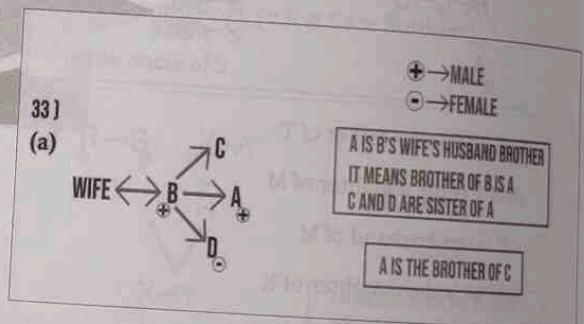 ⊕→MALE
⊖→FEMALE
33)
(a)
C
WIFE↔B→A
⊕ ⊕
D
⊖
A IS B'S WIFE'S HUSBAND BROTHER
IT MEANS BROTHER OF B IS A
C AND D ARE SISTER OF A
A IS THE BROTHER OF C